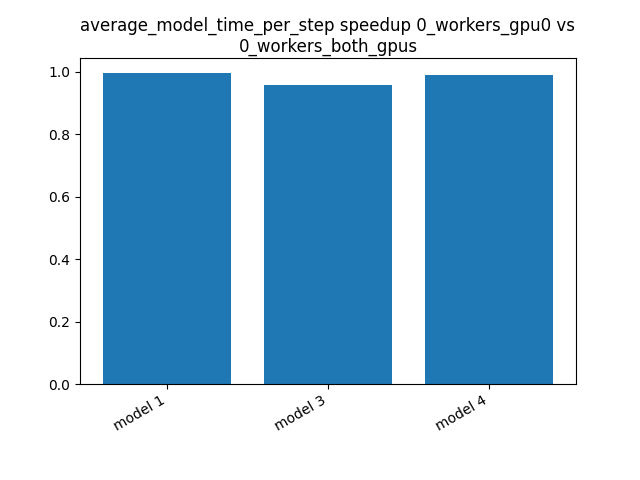 average_model_time_per_step speedup 0_workers_gpu0 vs
0_workers_both_gpus
1.0
0.8
0.6
0.4
0.2
0.0
model 1
model 3
model 4